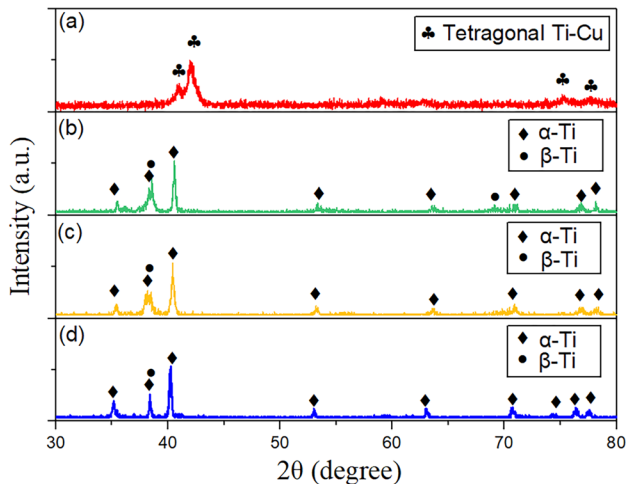 (a)
♣ Tetragonal Ti-Cu
(b)
♦ α-Ti
● β-Ti
(c)
♦ α-Ti
● β-Ti
(d)
♦ α-Ti
● β-Ti
Intensity (a.u.)
30 40 50 60 70 80
2θ (degree)